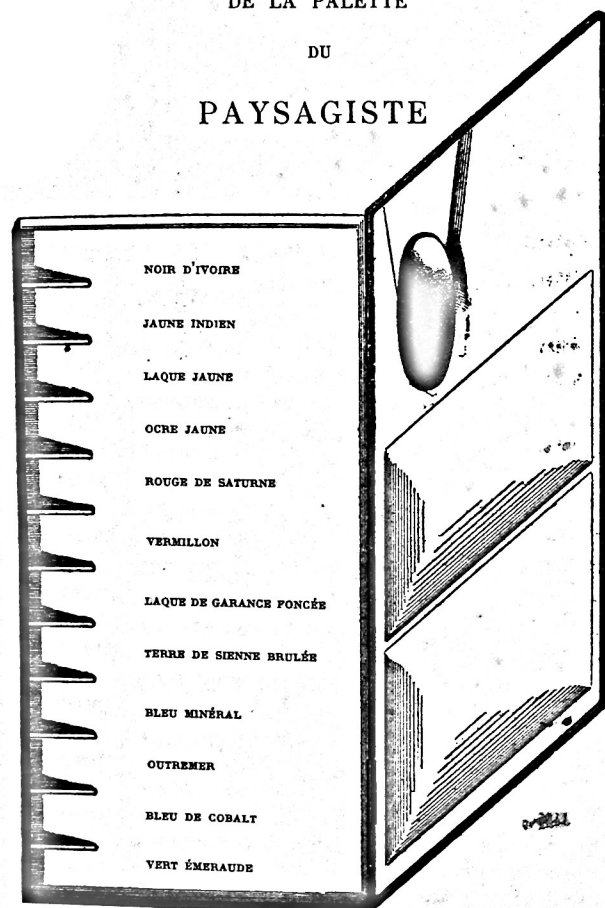 DE LA PALETTE
DU
PAYSAGISTE
NOIR D'IVOIRE
JAUNE INDIEN
LAQUE JAUNE
OCRE JAUNE
ROUGE DE SATURNE
VERMILLON
LAQUE DE GARANCE FONCÉE
TERRE DE SIENNE BRULÉE
BLEU MINÉRAL
OUTREMER
BLEU DE COBALT
VERT ÉMERAUDE